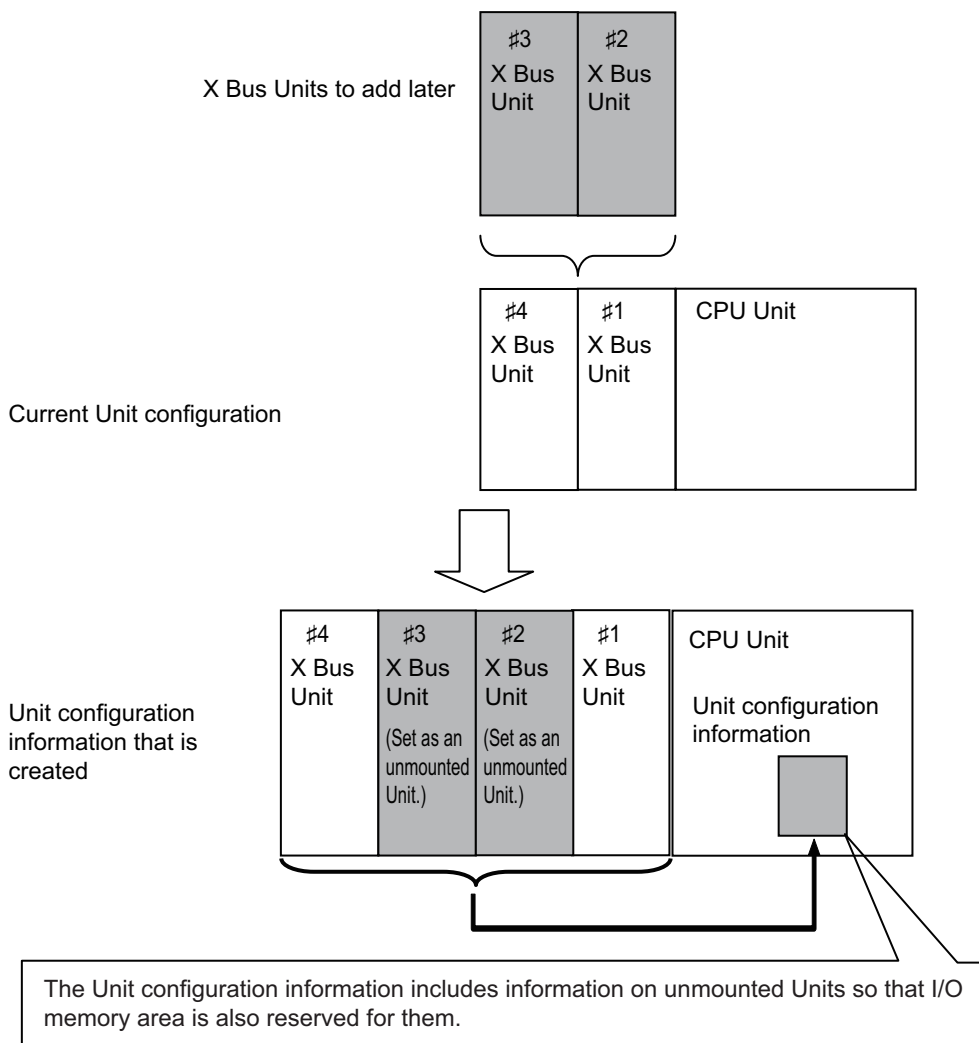 ♯3 ♯2
X Bus Units to add later X Bus X Bus
Unit Unit
♯4 ♯1 CPU Unit
X Bus X Bus
Unit Unit
Current Unit configuration
♯4 ♯3 ♯2 ♯1 CPU Unit
X Bus X Bus X Bus X Bus
Unit Unit Unit Unit
Unit configuration
information that is
created
(Set as an
unmounted
Unit.)
(Set as an
unmounted
Unit.)
Unit configuration
information
The Unit configuration information includes information on unmounted Units so that I/O
memory area is also reserved for them.